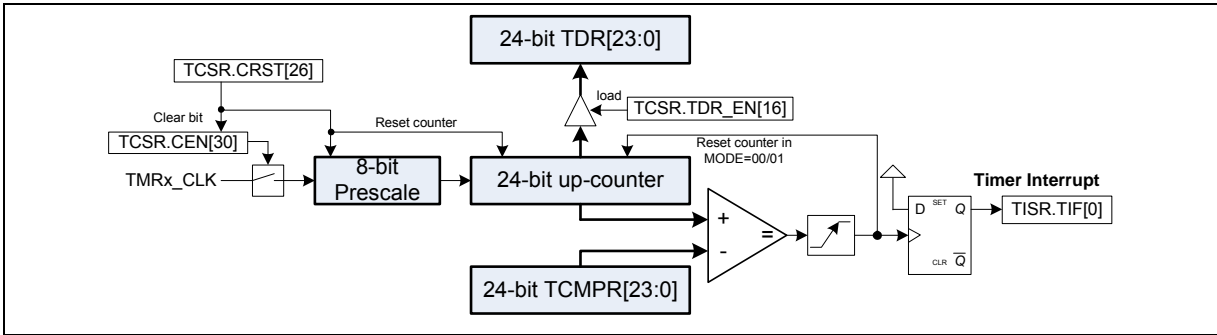 24-bit TDR[23:0]
TCSR.CRST[26]
load
TCSR.TDR_EN[16]
Clear bit
Reset counter
TCSR.CEN[30]
Reset counter in
MODE=00/01
TMRx_CLK
8-bit
Prescale
24-bit up-counter
Timer Interrupt
D
SET
Q
TISR.TIF[0]
+
=
-
CLR
Q
24-bit TCMPR[23:0]